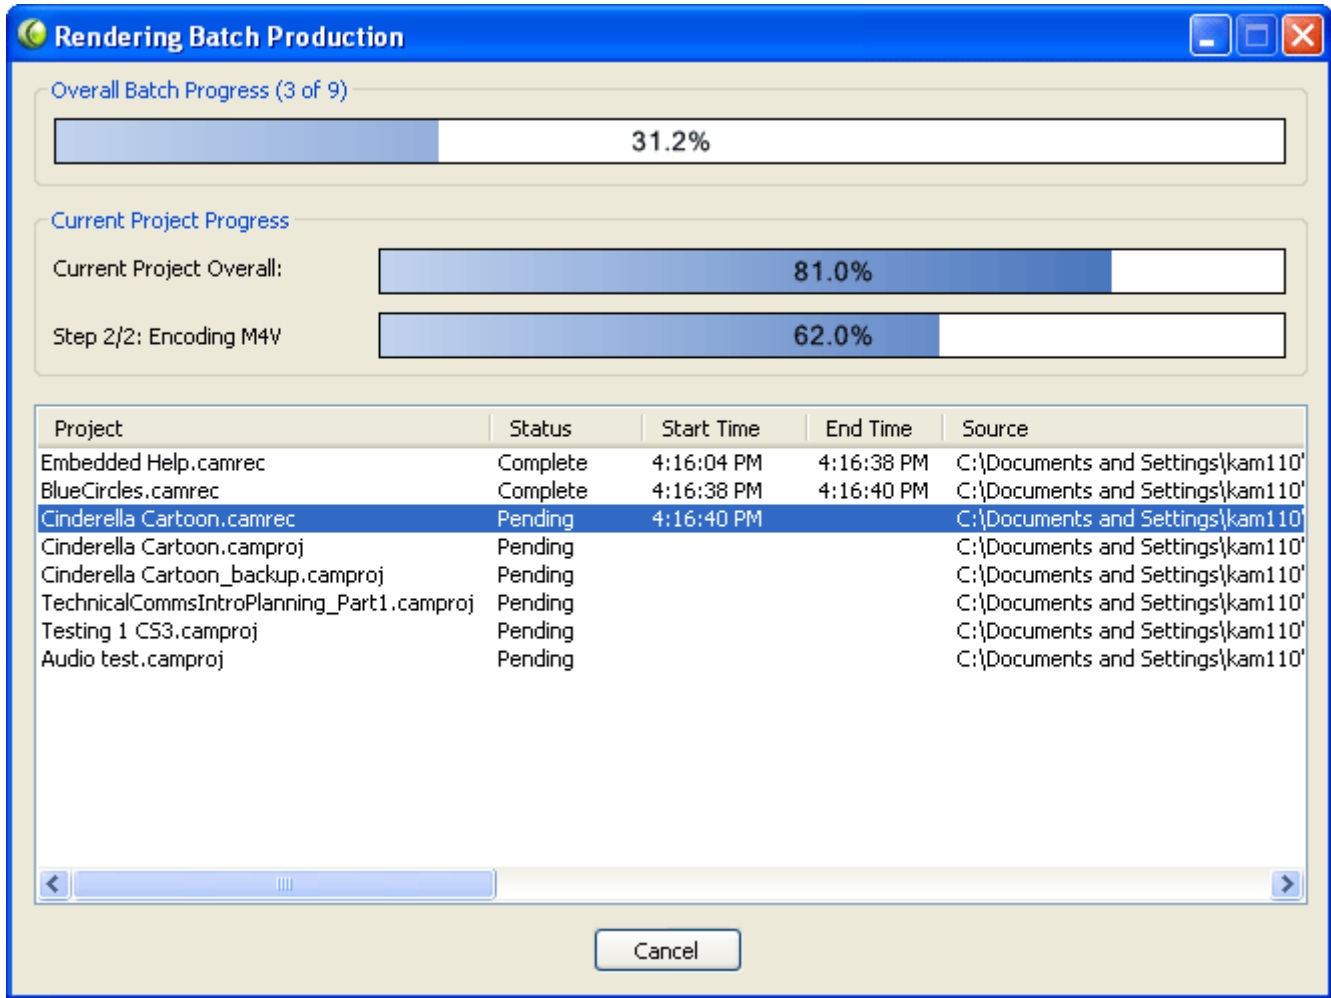 Rendering Batch Production
Overall Batch Progress (3 of 9)
31.2%
Current Project Progress
Current Project Overall: 81.0%
Step 2/2: Encoding M4V 62.0%
Project Status Start Time End Time Source
Embedded Help.camrec Complete 4:16:04 PM 4:16:38 PM C:\Documents and Settings\kam110'
BlueCircles.camrec Complete 4:16:38 PM 4:16:40 PM C:\Documents and Settings\kam110'
Cinderella Cartoon.camrec Pending 4:16:40 PM C:\Documents and Settings\kam110'
Cinderella Cartoon.camproj Pending C:\Documents and Settings\kam110'
Cinderella Cartoon_backup.camproj Pending C:\Documents and Settings\kam110'
TechnicalCommsIntroPlanning_Part1.camproj Pending C:\Documents and Settings\kam110'
Testing 1 CS3.camproj Pending C:\Documents and Settings\kam110'
Audio test.camproj Pending C:\Documents and Settings\kam110'
Cancel